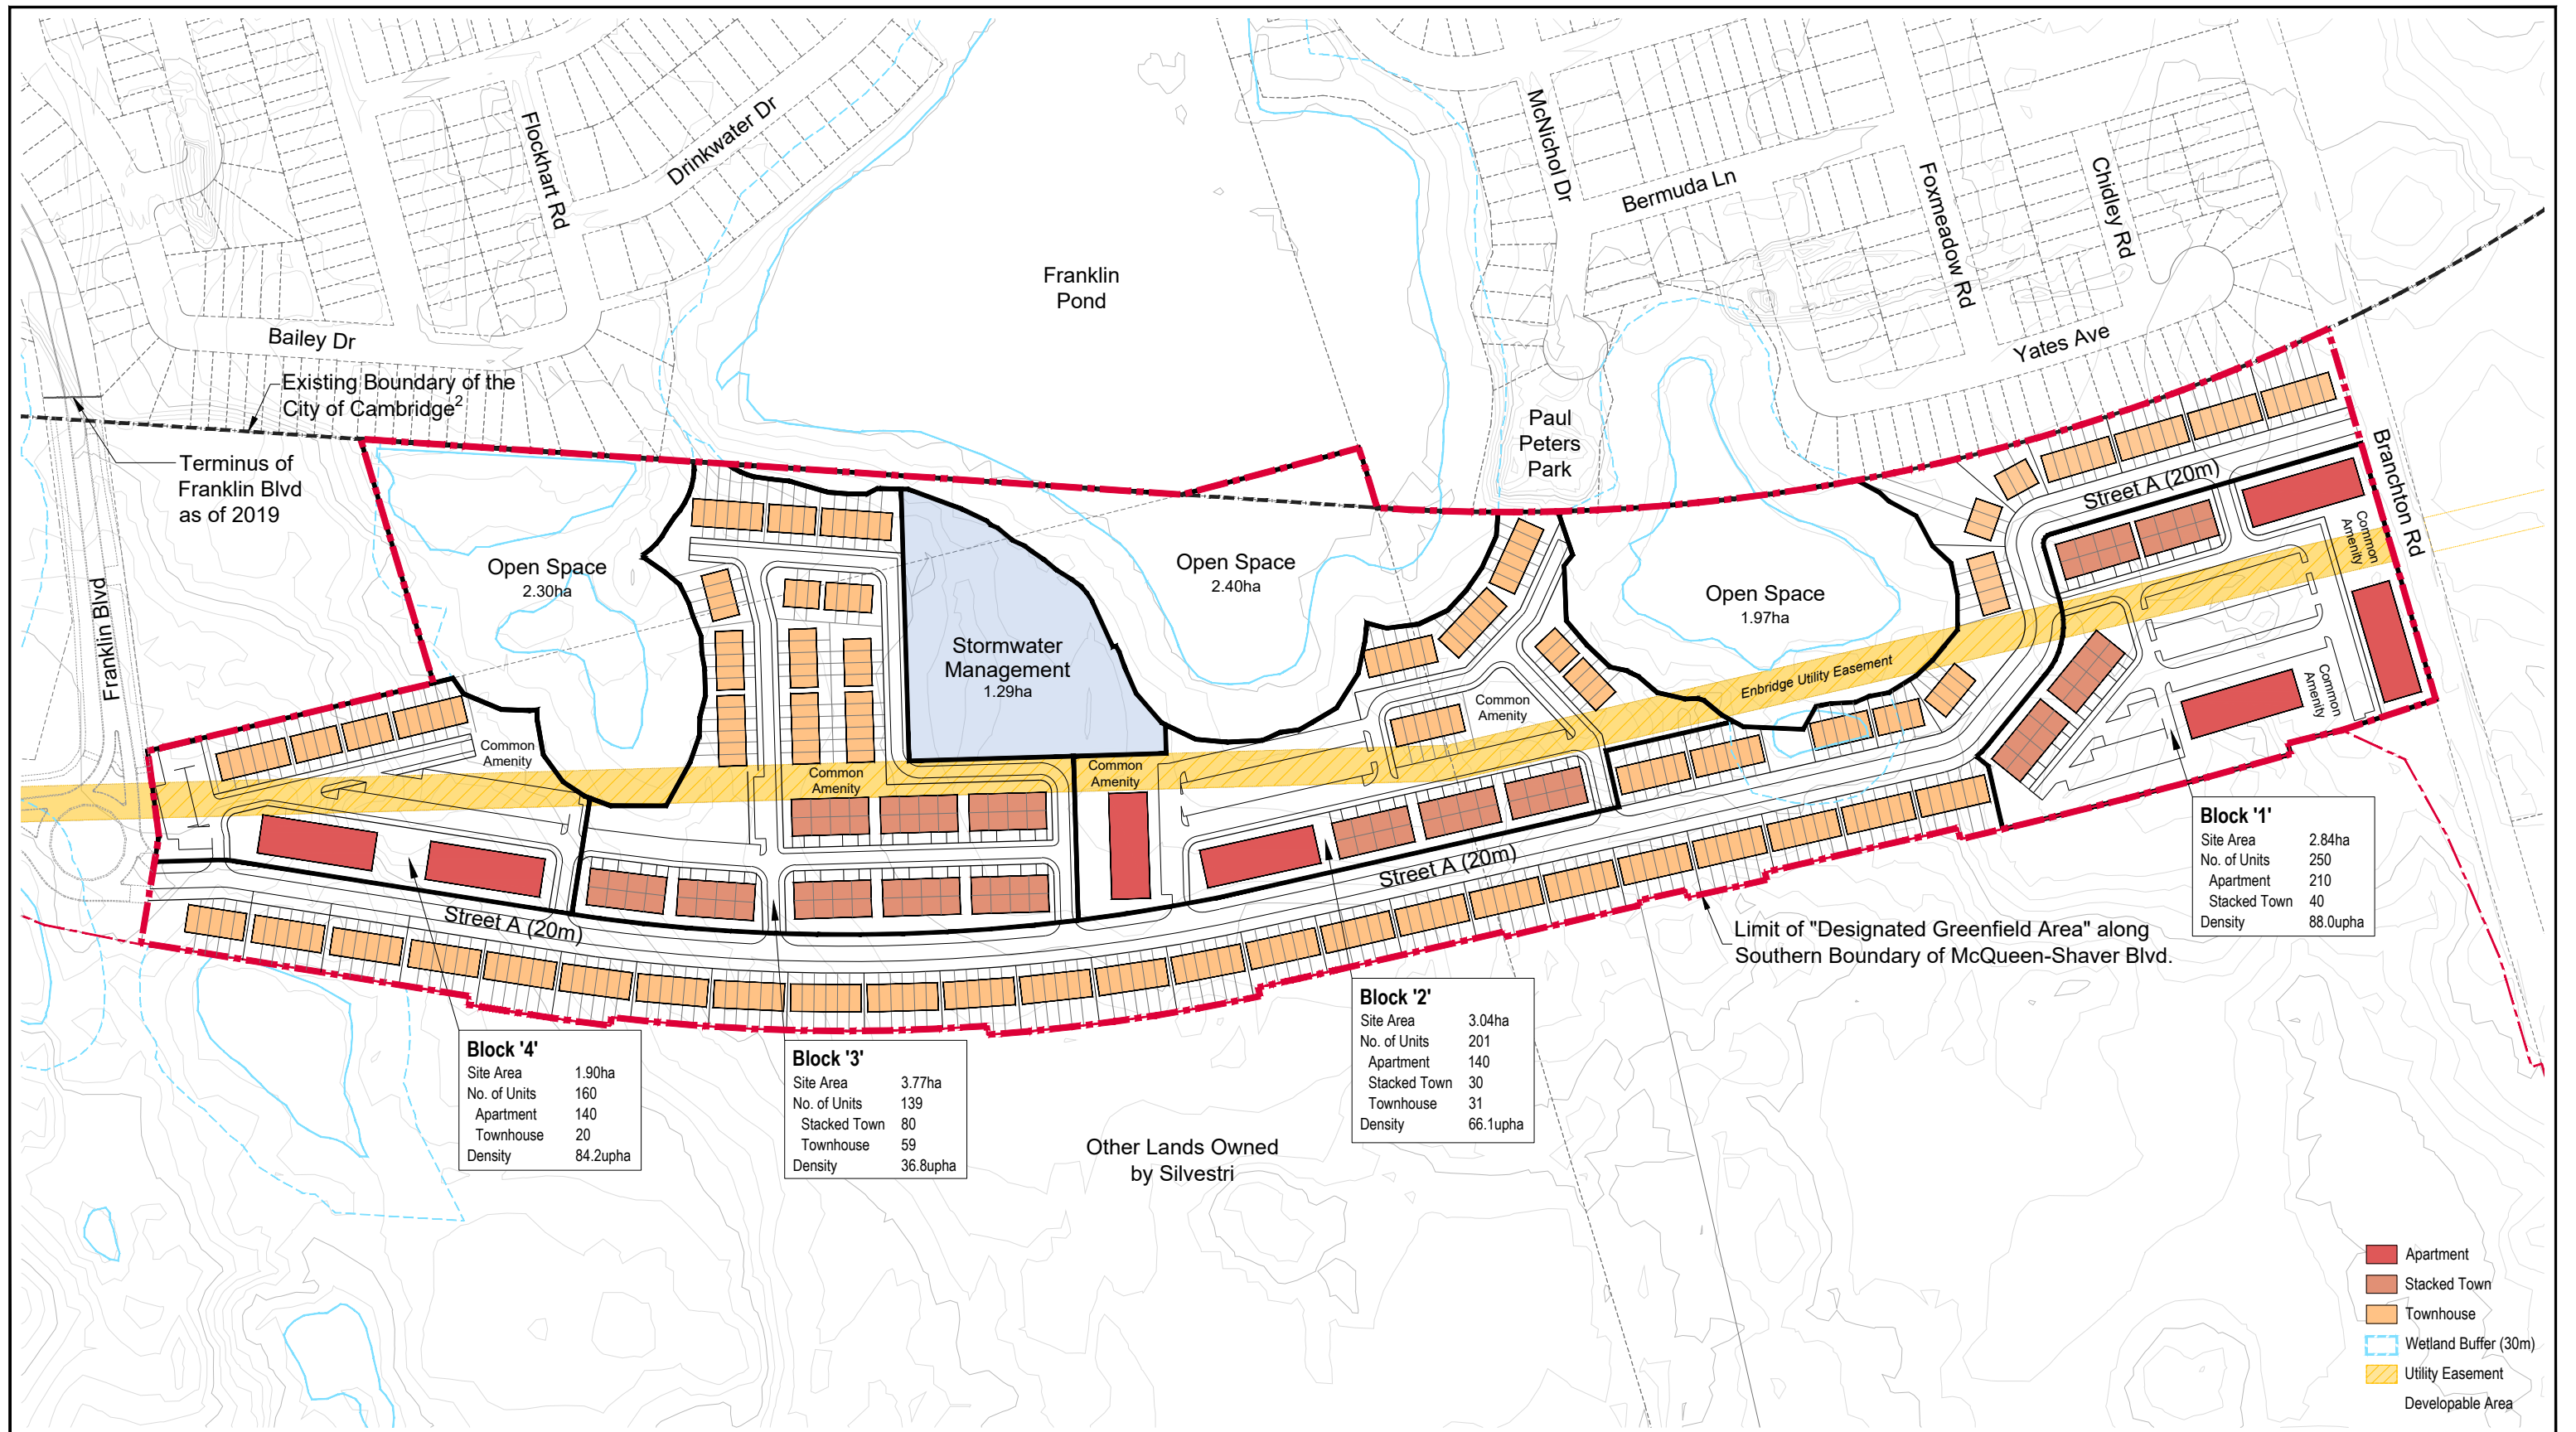 Flockhart Rd
Drinkwater Dr
Franklin
Pond
McNichol Dr
Bermuda Ln
Foxmeadow Rd
Chidley Rd
Yates Ave
Bailey Dr
Existing Boundary of the
City of Cambridge2
Terminus of
Franklin Blvd
as of 2019
Franklin Blvd
Paul
Peters
Park
Branchton Rd
Open Space
2.30ha
Stormwater
Management
1.29ha
Open Space
2.40ha
Open Space
1.97ha
Enbridge Utility Easement
Street A (20m)
Common
Amenity
Common
Amenity
Common
Amenity
Common
Amenity
Common
Amenity
Common
Amenity
Street A (20m)
Street A (20m)
Block '1'
Site Area 2.84ha
No. of Units 250
Apartment 210
Stacked Town 40
Density 88.0upha
Limit of "Designated Greenfield Area" along
Southern Boundary of McQueen-Shaver Blvd.
Block '2'
Site Area 3.04ha
No. of Units 201
Apartment 140
Stacked Town 30
Townhouse 31
Density 66.1upha
Block '3'
Site Area 3.77ha
No. of Units 139
Stacked Town 80
Townhouse 59
Density 36.8upha
Block '4'
Site Area 1.90ha
No. of Units 160
Apartment 140
Townhouse 20
Density 84.2upha
Other Lands Owned
by Silvestri
Apartment
Stacked Town
Townhouse
Wetland Buffer (30m)
Utility Easement
Developable Area